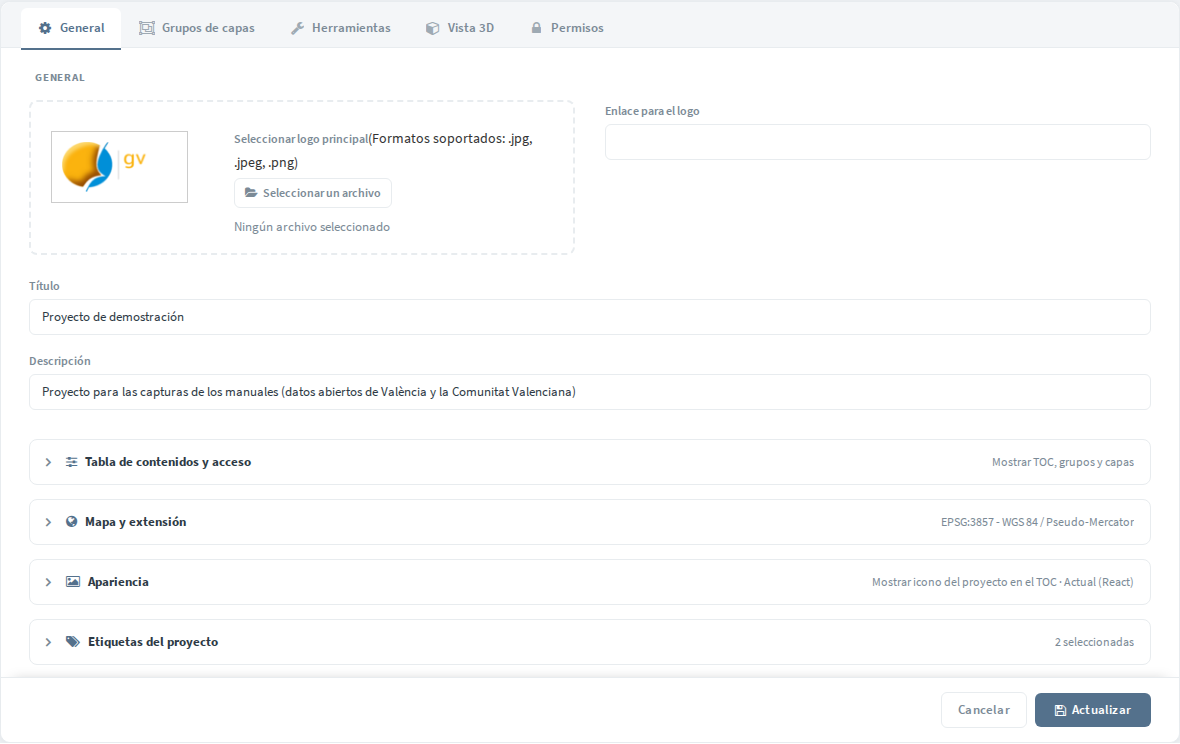 General
Grupos de capas
Herramientas
Vista 3D
Permisos
GENERAL
gv
Seleccionar logo principal(Formatos soportados: .jpg,
.jpeg, .png)
Seleccionar un archivo
Ningún archivo seleccionado
Enlace para el logo
Título
Proyecto de demostración
Descripción
Proyecto para las capturas de los manuales (datos abiertos de València y la Comunitat Valenciana)
Tabla de contenidos y acceso
Mostrar TOC, grupos y capas
Mapa y extensión
EPSG:3857 - WGS 84 / Pseudo-Mercator
Apariencia
Mostrar icono del proyecto en el TOC · Actual (React)
Etiquetas del proyecto
2 seleccionadas
Cancelar
Actualizar